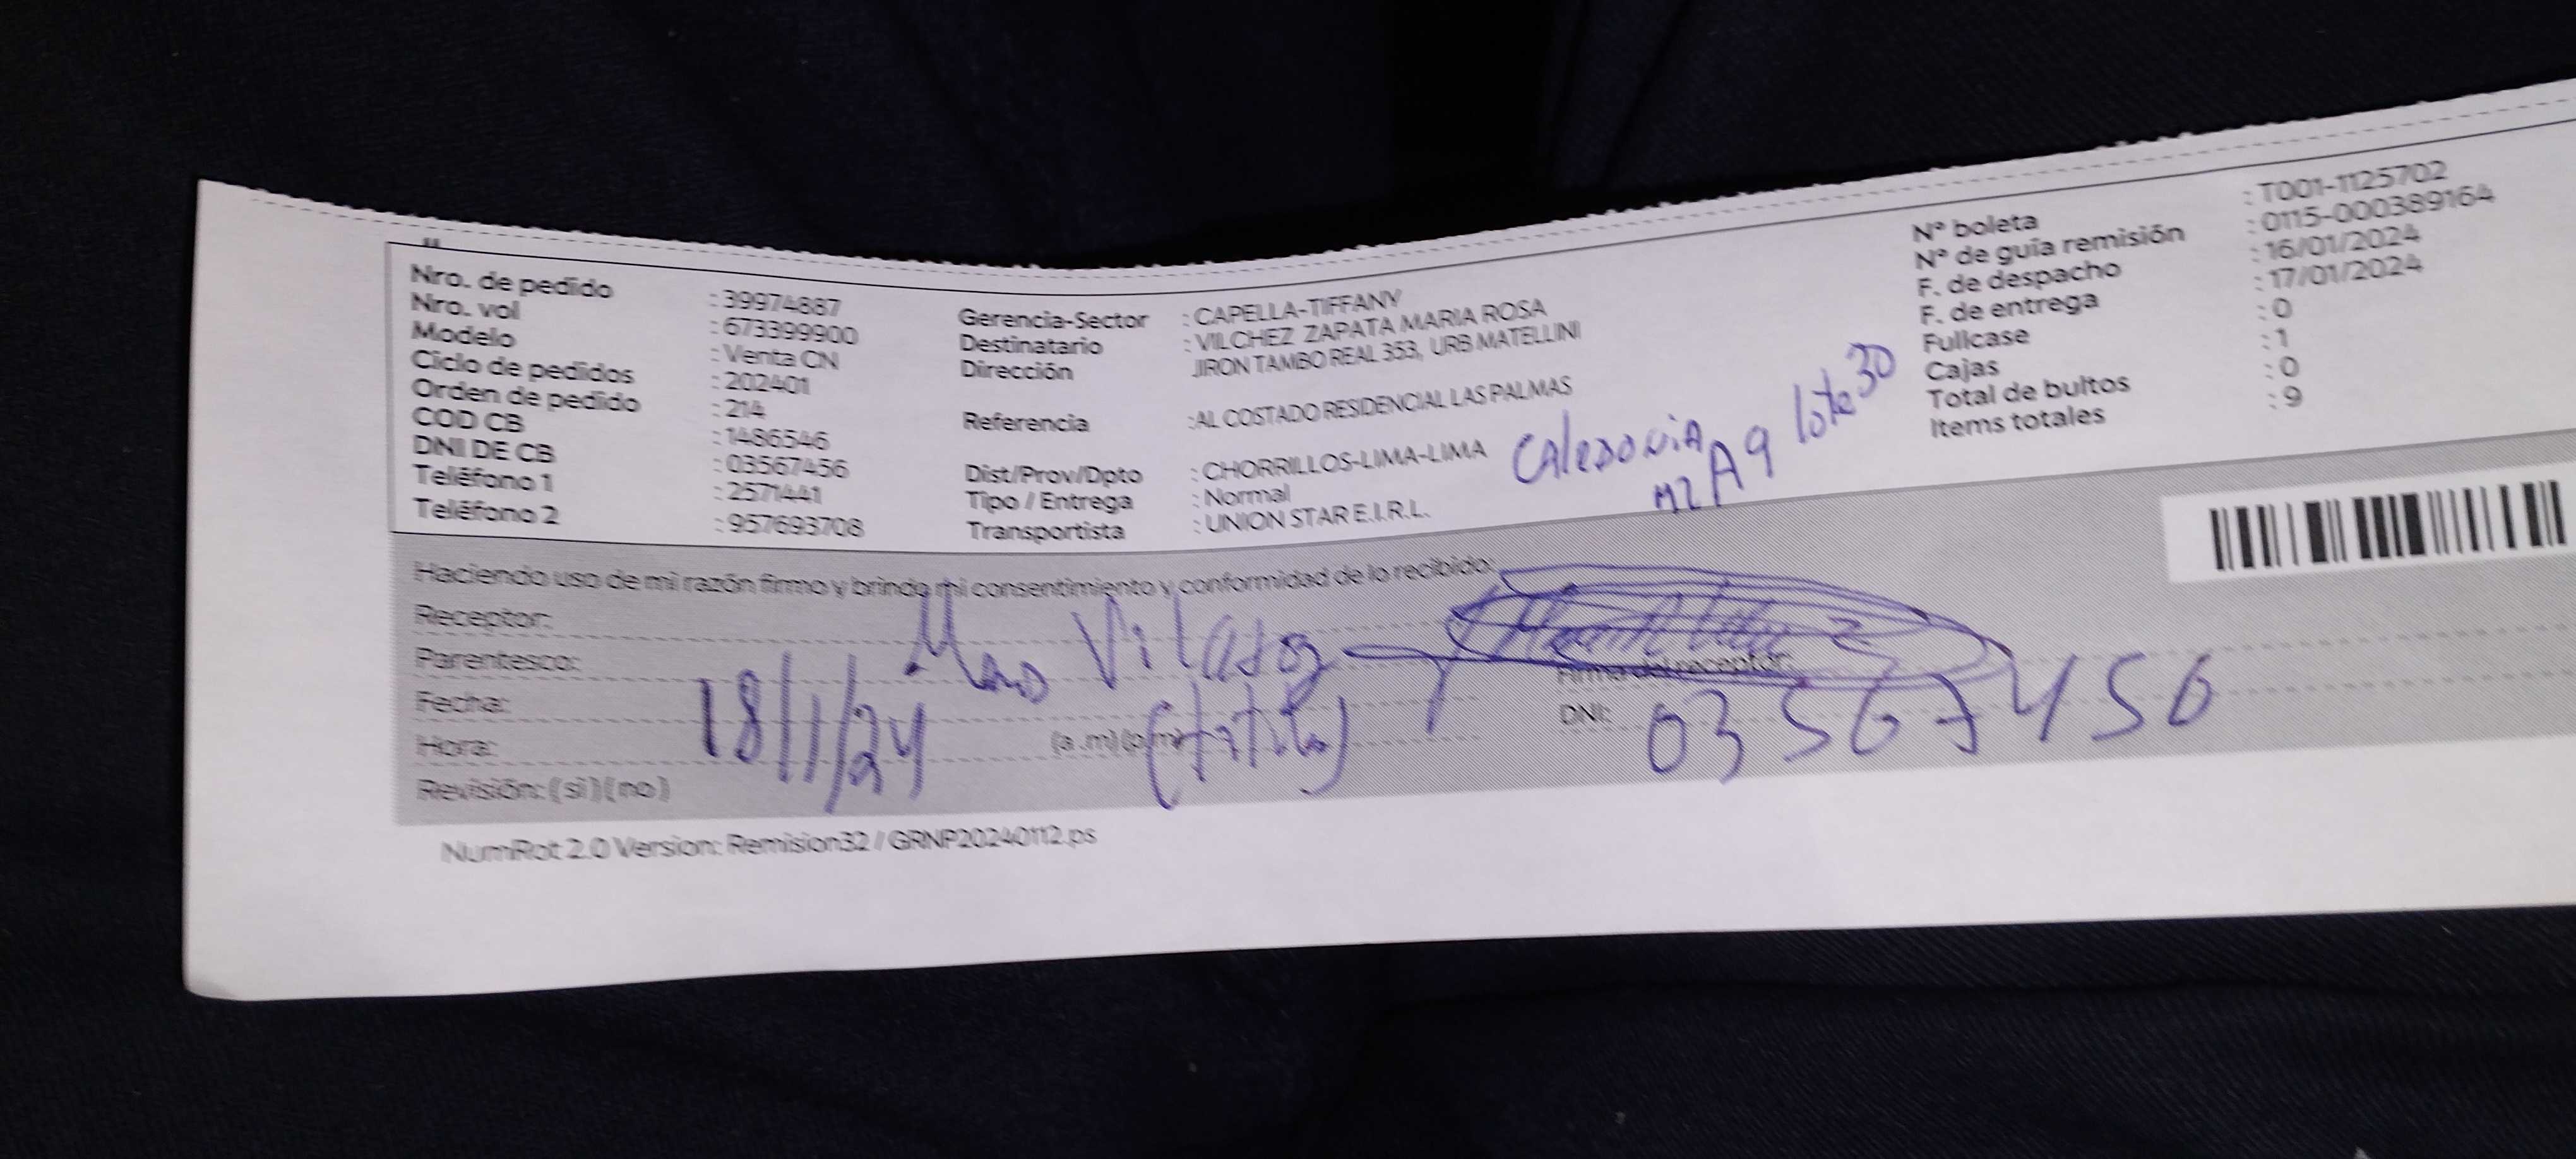 Nro. de pedido : 39974887
Nro. vol : 673399900
Modelo : Venta CN
Ciclo de pedidos : 202401
Orden de pedido : 214
COD CB : 1486546
DNI DE CB : 03567456
Teléfono 1 : 2571441
Teléfono 2 : 957693708
Gerencia-Sector : CAPELLA-TIFFANY
Destinatario : VILCHEZ ZAPATA MARIA ROSA
Dirección JIRON TAMBO REAL 353, URB MATELLINI
Referencia : AL COSTADO RESIDENCIAL LAS PALMAS
Dist/Prov/Dpto : CHORRILLOS-LIMA-LIMA
Tipo / Entrega : Normal
Transportista : UNION STAR E.I.R.L.
CALEDONIA
MZ A9 lote 30
N° boleta : T001-1125702
N° de guía remisión : 0115-000389164
F. de despacho : 16/01/2024
F. de entrega : 17/01/2024
Fullcase : 0
Cajas : 1
Total de bultos : 0
Items totales : 9
Haciendo uso de mi razón firmo y brindo mi consentimiento y conformidad de lo recibido:
Receptor:
Parentesco:
Fecha: 18/1/24
Hora: (a .m) (p.m)
Revisión: ( si ) ( no )
Firma del receptor:
DNI: 03567456
NumRot 2.0 Version: Remision32 / GRNP20240112.ps